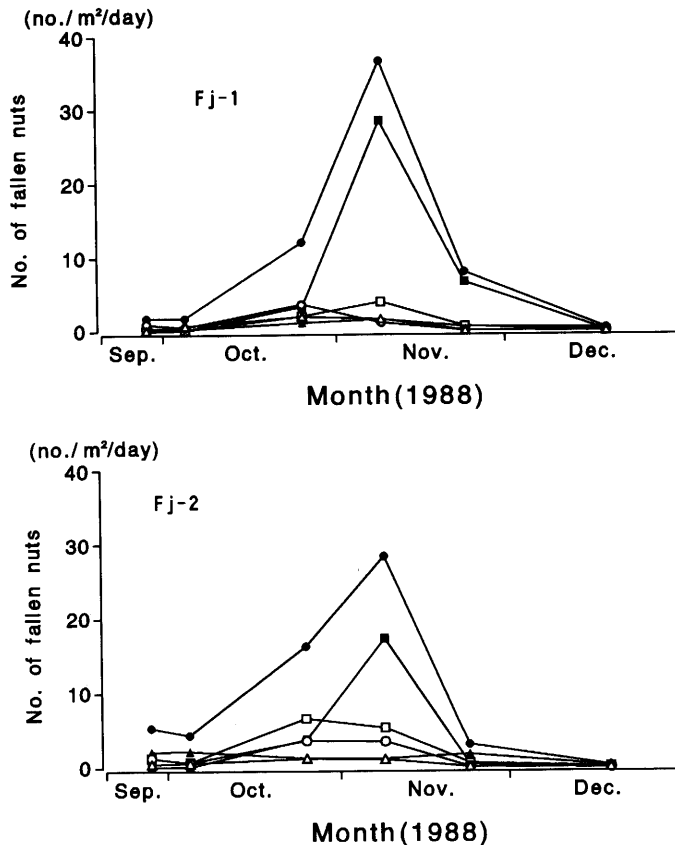 (no./m²/day)
40
Fj-1
30
20
10
0
No. of fallen nuts
Sep. Oct. Nov. Dec.
Month(1988)
(no./m²/day)
40
Fj-2
30
20
10
0
No. of fallen nuts
Sep. Oct. Nov. Dec.
Month(1988)